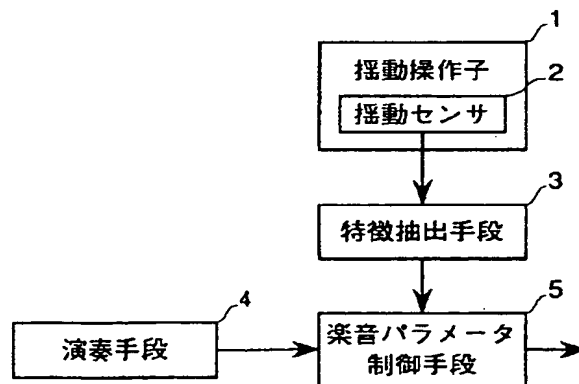 1
揺動操作子
2
揺動センサ
3
特徴抽出手段
4
演奏手段
5
楽音パラメータ
制御手段